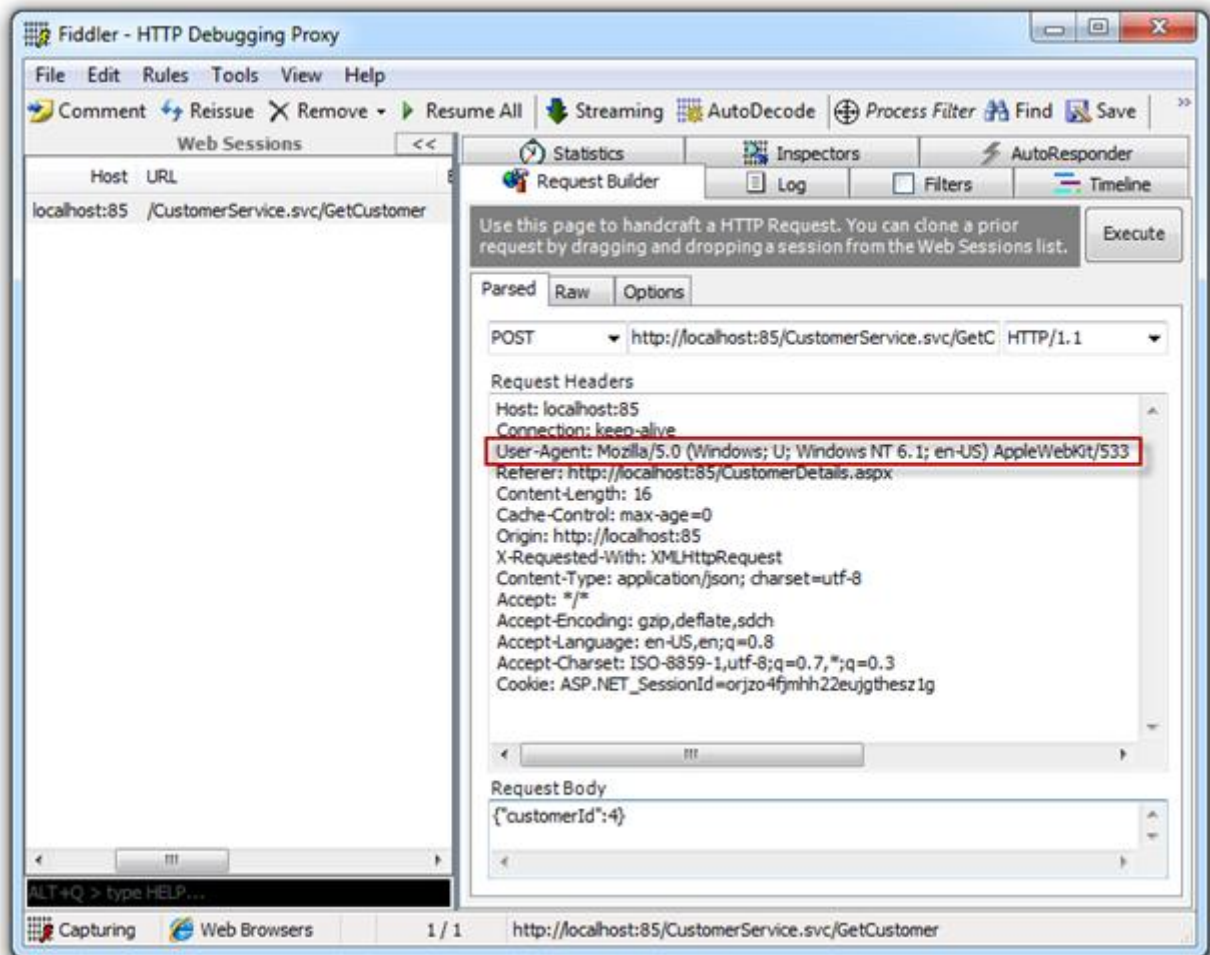 Fiddler - HTTP Debugging Proxy
File Edit Rules Tools View Help
Comment Reissue Remove Resume All Streaming AutoDecode Process Filter Find Save >>
Web Sessions <<
Host URL
localhost:85 /CustomerService.svc/GetCustomer
ALT+Q > type HELP...
Statistics Inspectors AutoResponder
Request Builder Log Filters Timeline
Use this page to handcraft a HTTP Request. You can clone a prior
request by dragging and dropping a session from the Web Sessions list.
Execute
Parsed Raw Options
POST http://localhost:85/CustomerService.svc/GetC HTTP/1.1
Request Headers
Host: localhost:85
Connection: keep-alive
User-Agent: Mozilla/5.0 (Windows; U; Windows NT 6.1; en-US) AppleWebKit/533
Referer: http://localhost:85/CustomerDetails.aspx
Content-Length: 16
Cache-Control: max-age=0
Origin: http://localhost:85
X-Requested-With: XMLHttpRequest
Content-Type: application/json; charset=utf-8
Accept: */*
Accept-Encoding: gzip,deflate,sdch
Accept-Language: en-US,en;q=0.8
Accept-Charset: ISO-8859-1,utf-8;q=0.7,*;q=0.3
Cookie: ASP.NET_SessionId=orjzo4fjmhh22eujgthesz1g
Request Body
{"customerId":4}
Capturing Web Browsers 1 / 1 http://localhost:85/CustomerService.svc/GetCustomer